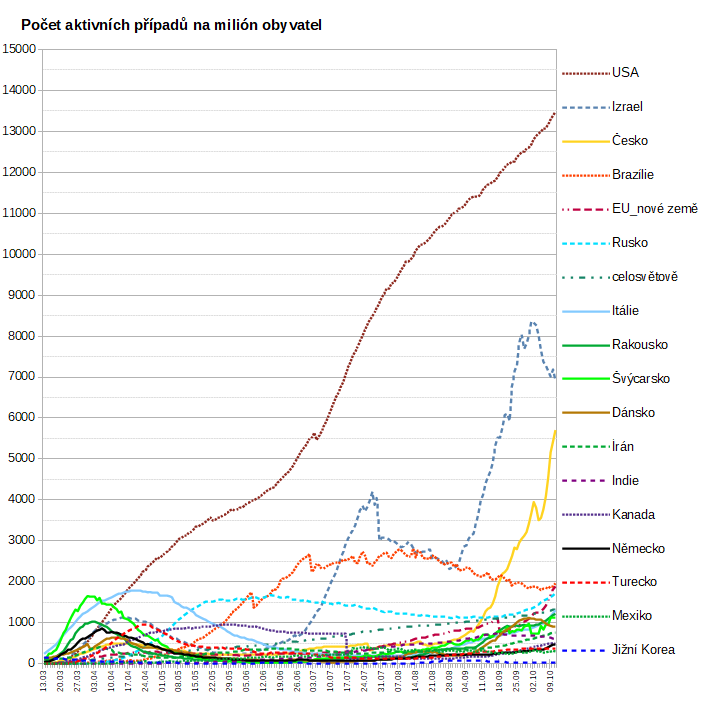 Počet aktivních případů na milión obyvatel
15000
14000
13000
12000
11000
10000
9000
8000
7000
6000
5000
4000
3000
2000
1000
0
13.03
20.03
27.03
03.04
10.04
17.04
24.04
01.05
08.05
15.05
22.05
29.05
05.06
12.06
19.06
26.06
03.07
10.07
17.07
24.07
31.07
07.08
14.08
21.08
28.08
04.09
11.09
18.09
25.09
02.10
09.10
USA
Izrael
Česko
Brazílie
EU_nové země
Rusko
celosvětově
Itálie
Rakousko
Švýcarsko
Dánsko
Írán
Indie
Kanada
Německo
Turecko
Mexiko
Jižní Korea